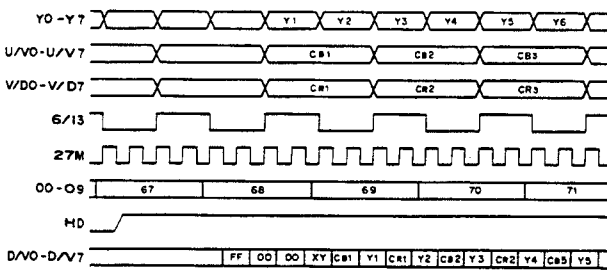 Y0-Y7 Y1 Y2 Y3 Y4 Y5 Y6
U/V0-U/V7 CB1 CB2 CB3
V/D0-V/D7 CR1 CR2 CR3
6/13
27M
00-09 67 68 69 70 71
HD
D/V0-D/V7 FF 00 00 XY CB1 Y1 CR1 Y2 CB2 Y3 CR2 Y4 CB5 Y5